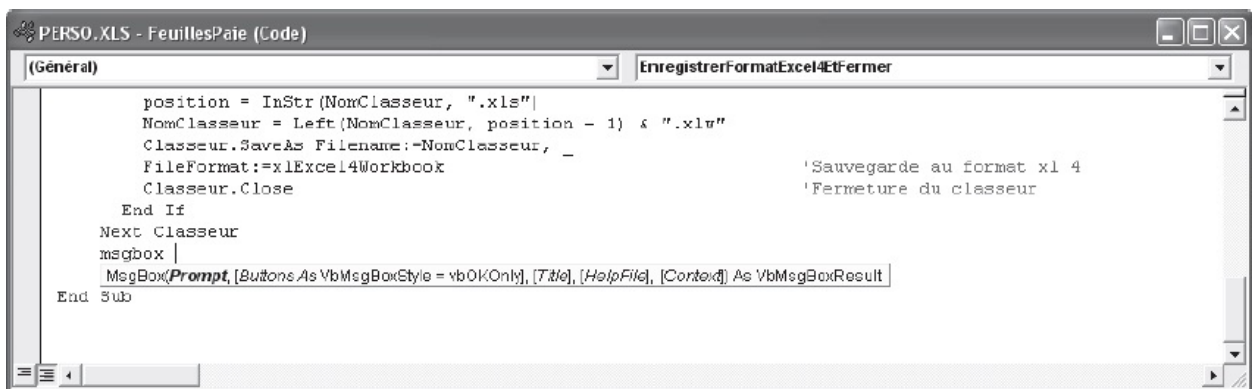 PERSO.XLS - FeuillesPaie (Code)
(Général) EnregistrerFormatExcel4EtFermer
position = InStr(NomClasseur, ".xls")
NomClasseur = Left(NomClasseur, position - 1) & ".xlw"
Classeur.SaveAs Filename:=NomClasseur, _
FileFormat:=xlExcel4Workbook 'Sauvegarde au format xl 4
Classeur.Close 'Fermeture du classeur
End If
Next Classeur
msgbox
MsgBox(Prompt, [Buttons As VbMsgBoxStyle = vbOKOnly], [Title], [HelpFile], [Context]) As VbMsgBoxResult
End Sub